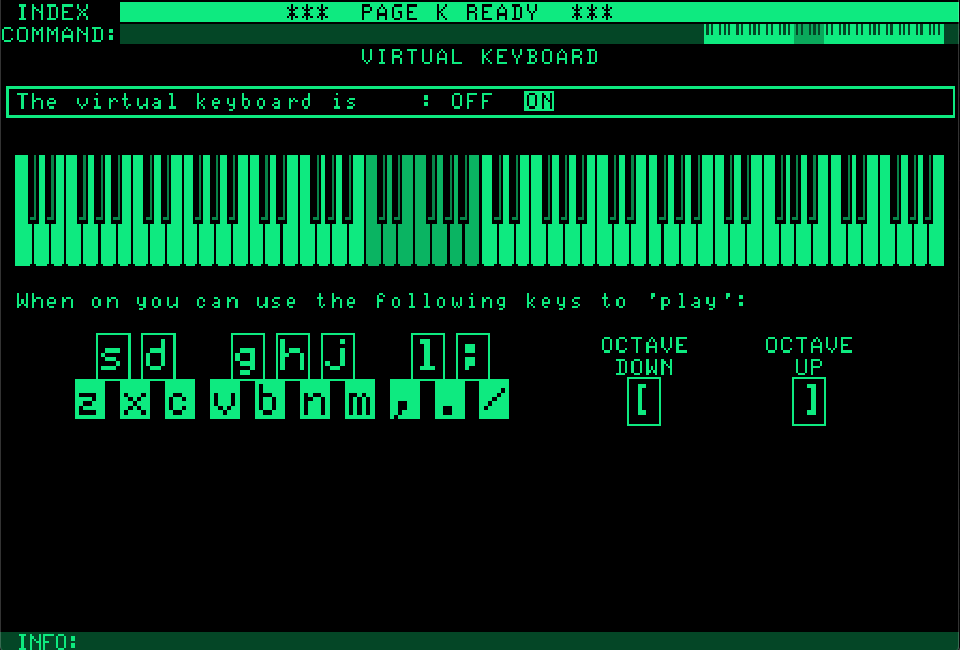 INDEX *** PAGE K READY ***
COMMAND:
VIRTUAL KEYBOARD
The virtual keyboard is : OFF ON
When on you can use the following keys to 'play':
s d g h j l ;
z x c v b n m , . /
OCTAVE DOWN [
OCTAVE UP ]
INFO: